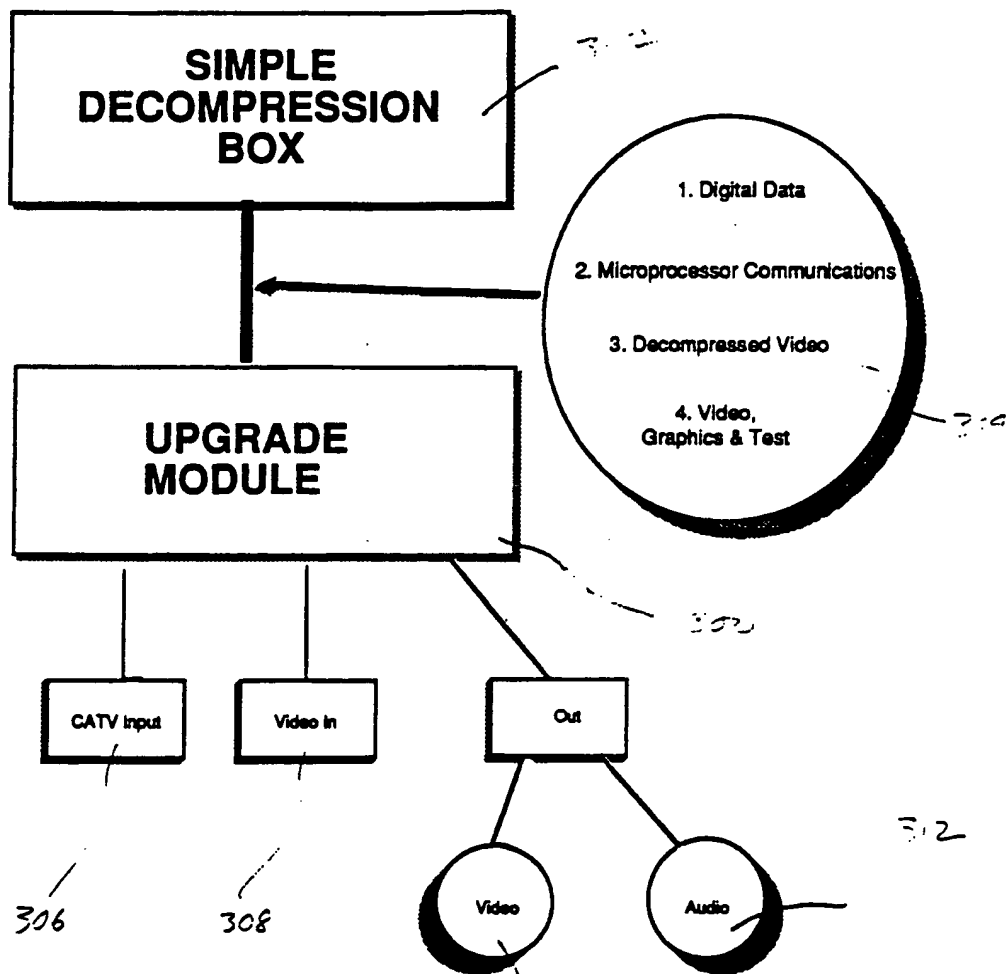 SIMPLE
DECOMPRESSION
BOX
1. Digital Data
2. Microprocessor Communications
3. Decompressed Video
4. Video,
Graphics & Test
UPGRADE
MODULE
CATV Input
Video In
Out
Video
Audio
312
306
308